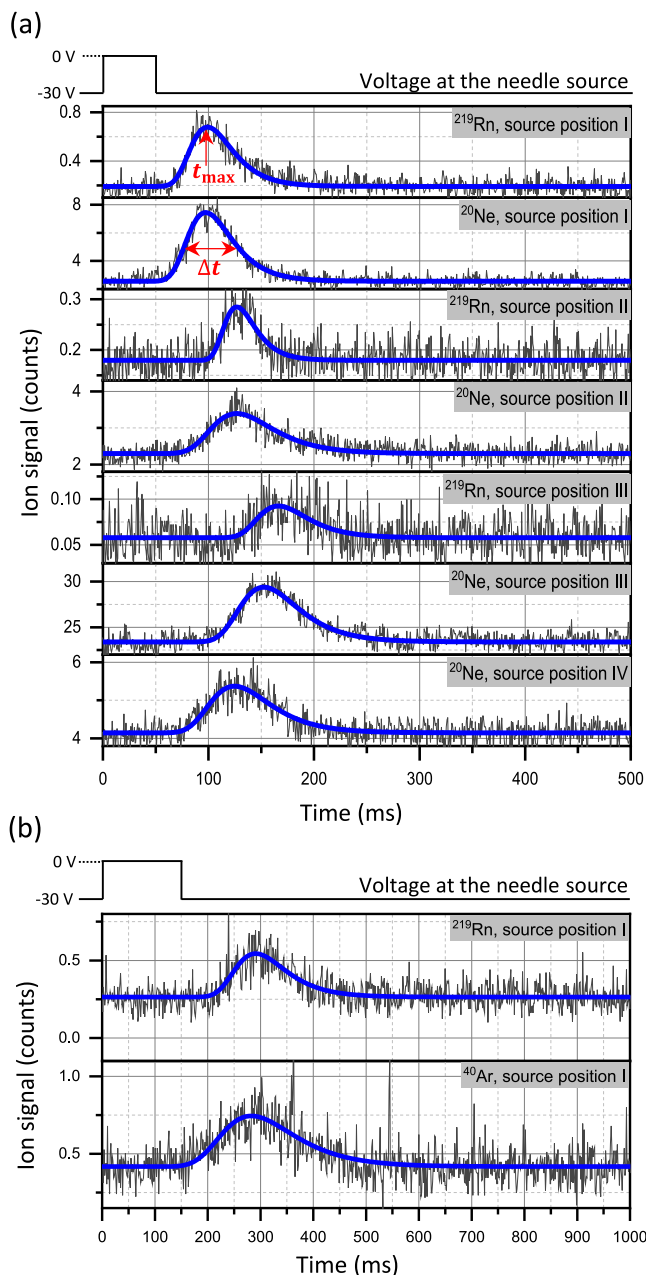 (a)
0 V
-30 V
Voltage at the needle source
0.8
0.4
²¹⁹Rn, source position I
t_max
8
4
²⁰Ne, source position I
Δt
0.3
0.2
²¹⁹Rn, source position II
4
2
²⁰Ne, source position II
0.10
0.05
²¹⁹Rn, source position III
30
25
²⁰Ne, source position III
6
4
²⁰Ne, source position IV
Ion signal (counts)
0 100 200 300 400 500
Time (ms)
(b)
0 V
-30 V
Voltage at the needle source
0.5
0.0
²¹⁹Rn, source position I
1.0
0.5
⁴⁰Ar, source position I
Ion signal (counts)
0 100 200 300 400 500 600 700 800 900 1000
Time (ms)